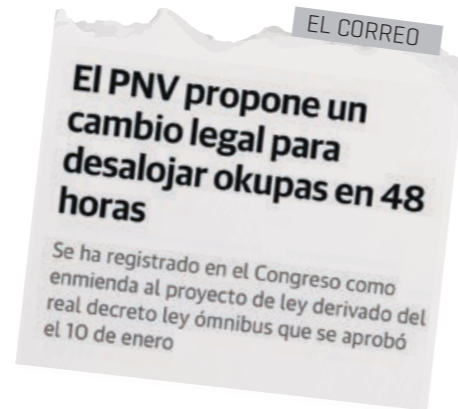 EL CORREO
El PNV propone un
cambio legal para
desalojar okupas en 48
horas
Se ha registrado en el Congreso como
enmienda al proyecto de ley derivado del
real decreto ley ómnibus que se aprobó
el 10 de enero